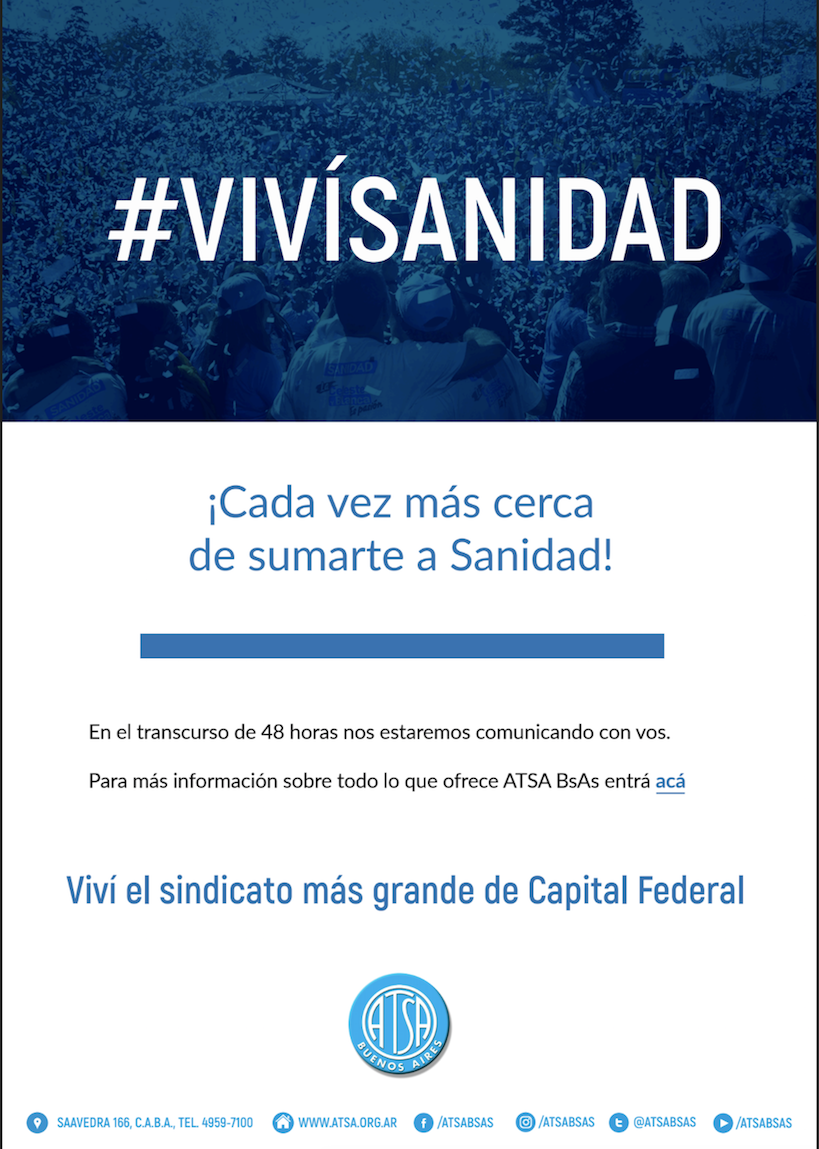 #VIVÍSANIDAD
SANIDAD
SANIDAD
¡Cada vez más cerca
de sumarte a Sanidad!
En el transcurso de 48 horas nos estaremos comunicando con vos.
Para más información sobre todo lo que ofrece ATSA BsAs entrá acá
Viví el sindicato más grande de Capital Federal
ATSA
BUENOS AIRES
SAAVEDRA 166, C.A.B.A., TEL. 4959-7100 WWW.ATSA.ORG.AR /ATSABSAS /ATSABSAS @ATSABSAS /ATSABSAS